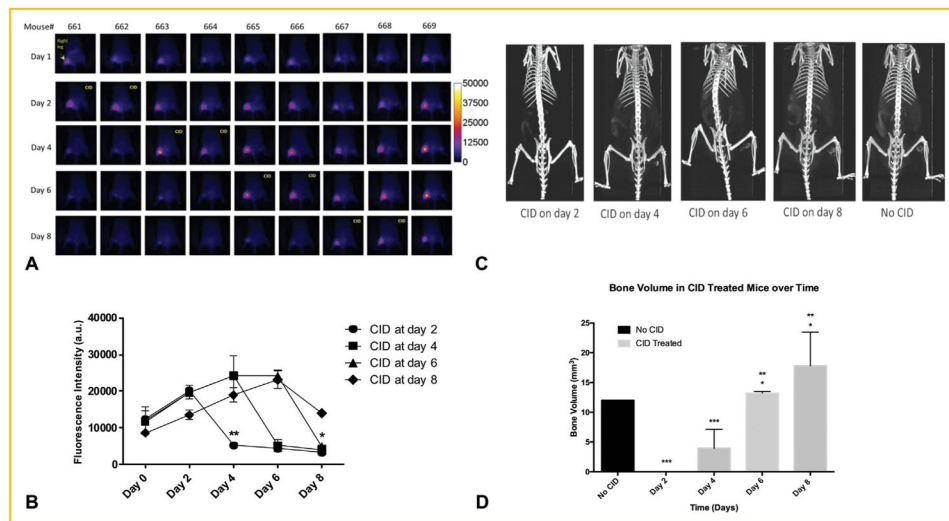 Mouse# 661 662 663 664 665 666 667 668 669
Right
leg
Day 1
CID CID
Day 2
CID CID
Day 4
CID CID
Day 6
CID CID
Day 8
50000
37500
25000
12500
0
A
CID on day 2 CID on day 4 CID on day 6 CID on day 8 No CID
C
Fluorescence Intensity (a.u.)
40000
30000
20000
10000
0
CID at day 2
CID at day 4
CID at day 6
CID at day 8
** *
Day 0 Day 2 Day 4 Day 6 Day 8
B
Bone Volume in CID Treated Mice over Time
No CID
CID Treated
Bone Volume (mm³)
25
20
15
10
5
0
*** *** ** * ** *
No CID Day 2 Day 4 Day 6 Day 8
Time (Days)
D